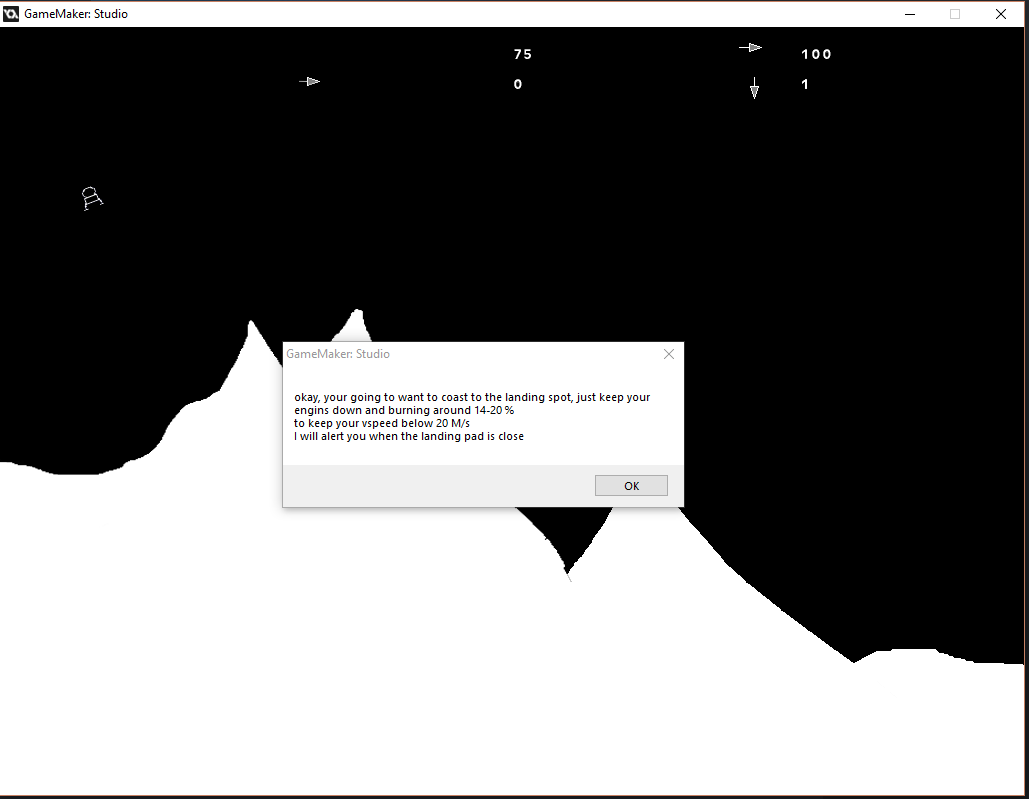 GameMaker: Studio
75
100
0
1
GameMaker: Studio
okay, your going to want to coast to the landing spot, just keep your
engins down and burning around 14-20 %
to keep your vspeed below 20 M/s
I will alert you when the landing pad is close
OK